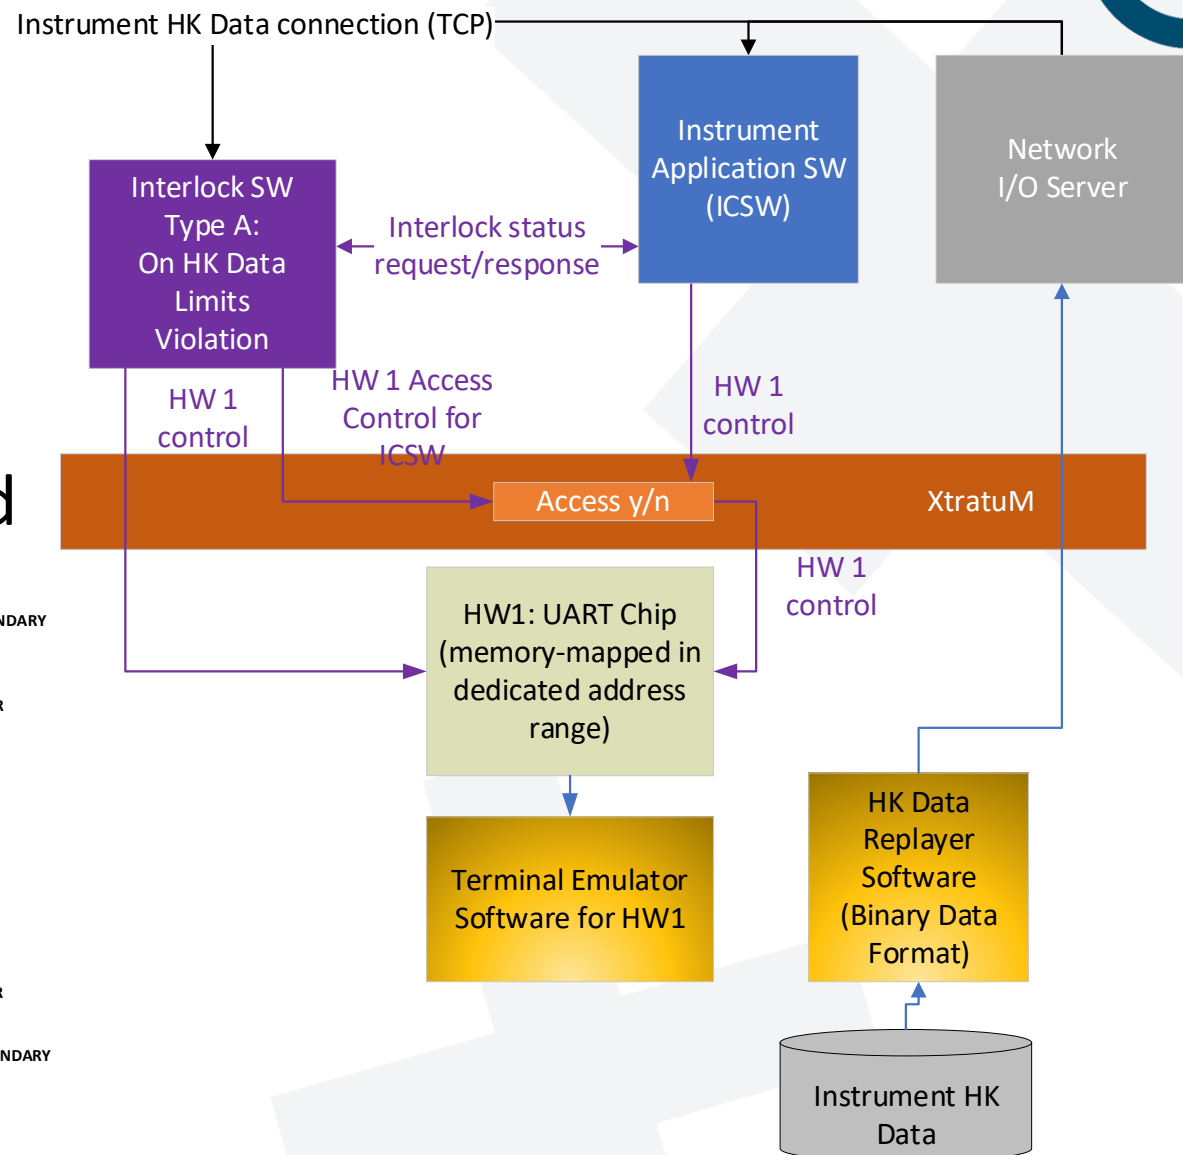 Instrument HK Data connection (TCP)
Instrument
Application SW
(ICSW)
Network
I/O Server
Interlock SW
Type A:
On HK Data
Limits
Violation
Interlock status
request/response
HW 1
control
HW 1 Access
Control for
ICSW
HW 1
control
d
Access y/n
XtratuM
HW 1
control
HW1: UART Chip
(memory-mapped in
dedicated address
range)
NDARY
R
HK Data
Replayer
Software
(Binary Data
Format)
Terminal Emulator
Software for HW1
R
NDARY
Instrument HK
Data